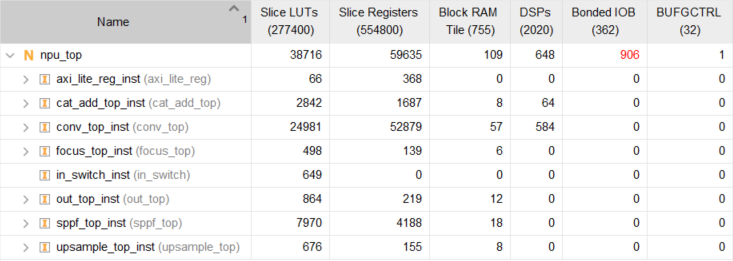 Name 1 Slice LUTs (277400) Slice Registers (554800) Block RAM Tile (755) DSPs (2020) Bonded IOB (362) BUFGCTRL (32)
N npu_top 38716 59635 109 648 906 1
I axi_lite_reg_inst (axi_lite_reg) 66 368 0 0 0 0
I cat_add_top_inst (cat_add_top) 2842 1687 8 64 0 0
I conv_top_inst (conv_top) 24981 52879 57 584 0 0
I focus_top_inst (focus_top) 498 139 6 0 0 0
I in_switch_inst (in_switch) 649 0 0 0 0 0
I out_top_inst (out_top) 864 219 12 0 0 0
I sppf_top_inst (sppf_top) 7970 4188 18 0 0 0
I upsample_top_inst (upsample_top) 676 155 8 0 0 0